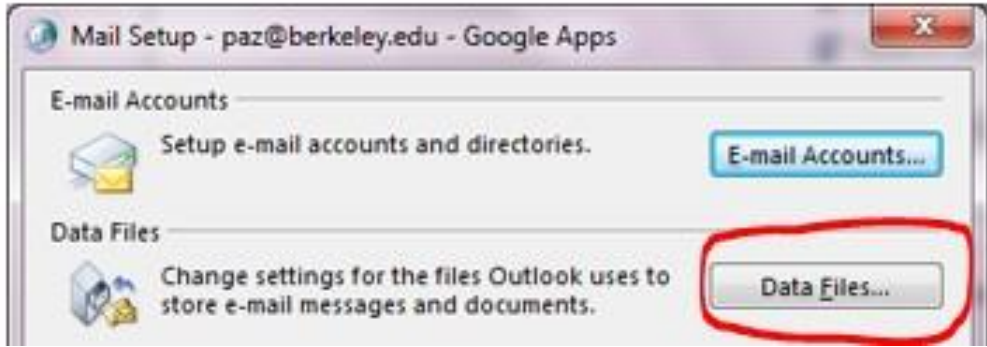 Mail Setup - paz@berkeley.edu - Google Apps
E-mail Accounts
Setup e-mail accounts and directories.
E-mail Accounts...
Data Files
Change settings for the files Outlook uses to
store e-mail messages and documents.
Data Files...